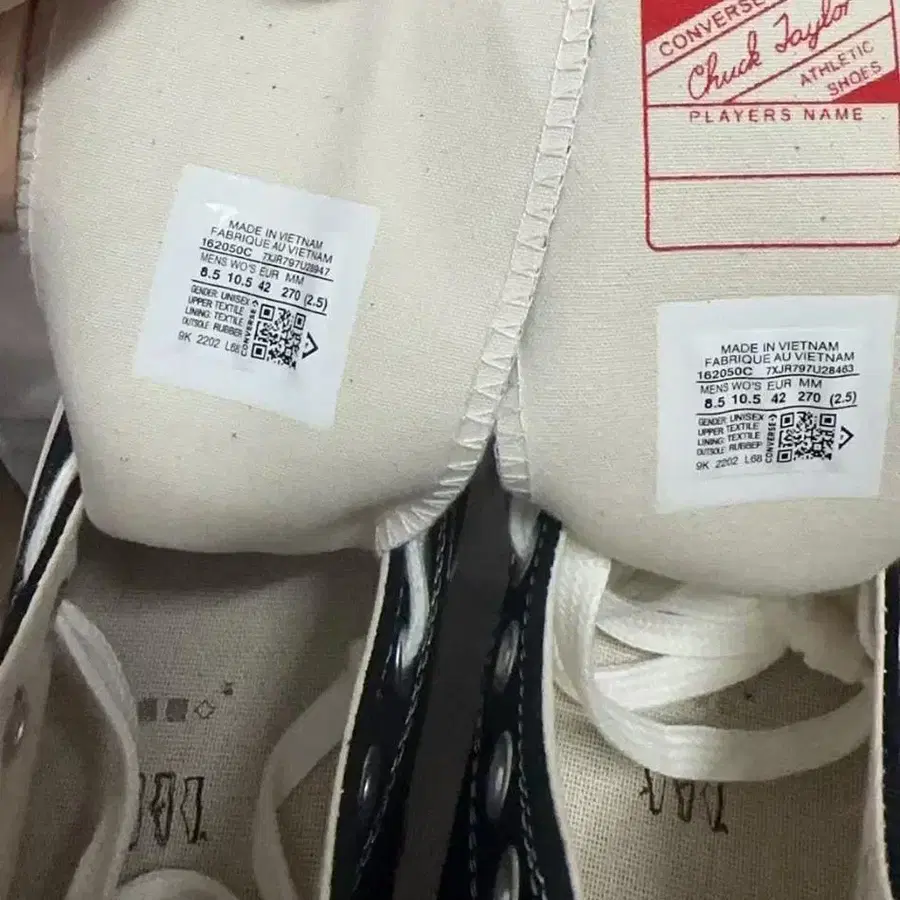 MADE IN VIETNAM
FABRIQUE AU VIETNAM
162050C 7XJR797U28947
MENS WO'S EUR MM
8.5 10.5 42 270 (2.5)
GENDER: UNISEX
UPPER: TEXTILE
LINING: TEXTILE
OUTSOLE: RUBBER
CONVERSE
9K 2202 L68
CONVERSE
Chuck Taylor
ATHLETIC
SHOES
PLAYERS NAME
MADE IN VIETNAM
FABRIQUE AU VIETNAM
162050C 7XJR797U28463
MENS WO'S EUR MM
8.5 10.5 42 270 (2.5)
GENDER: UNISEX
UPPER: TEXTILE
LINING: TEXTILE
OUTSOLE: RUBBER
CONVERSE
9K 2202 L68